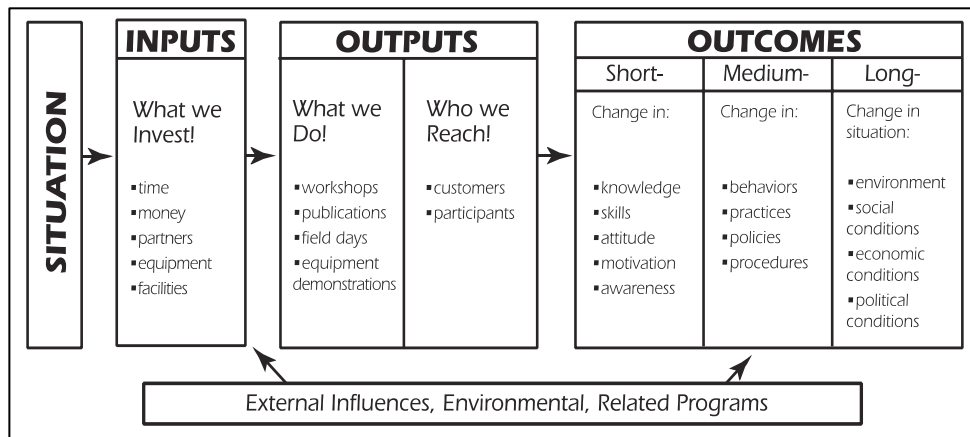 SITUATION
INPUTS
What we
Invest!
▪time
▪money
▪partners
▪equipment
▪facilities
OUTPUTS
What we
Do!
▪workshops
▪publications
▪field days
▪equipment
demonstrations
Who we
Reach!
▪customers
▪participants
OUTCOMES
Short-
Change in:
▪knowledge
▪skills
▪attitude
▪motivation
▪awareness
Medium-
Change in:
▪behaviors
▪practices
▪policies
▪procedures
Long-
Change in
situation:
▪environment
▪social
conditions
▪economic
conditions
▪political
conditions
External Influences, Environmental, Related Programs